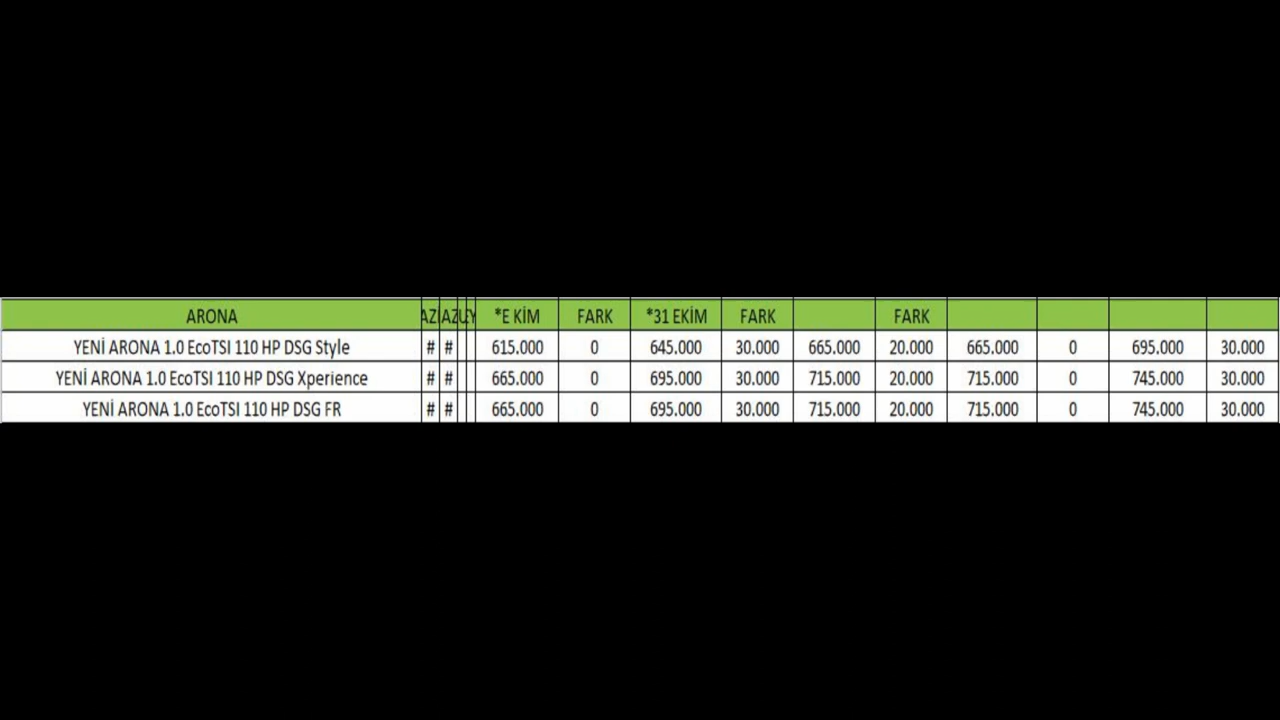 ARONA AZ AZ UY *E KİM FARK *31 EKİM FARK FARK
YENİ ARONA 1.0 EcoTSI 110 HP DSG Style # # 615.000 0 645.000 30.000 665.000 20.000 665.000 0 695.000 30.000
YENİ ARONA 1.0 EcoTSI 110 HP DSG Xperience # # 665.000 0 695.000 30.000 715.000 20.000 715.000 0 745.000 30.000
YENİ ARONA 1.0 EcoTSI 110 HP DSG FR # # 665.000 0 695.000 30.000 715.000 20.000 715.000 0 745.000 30.000